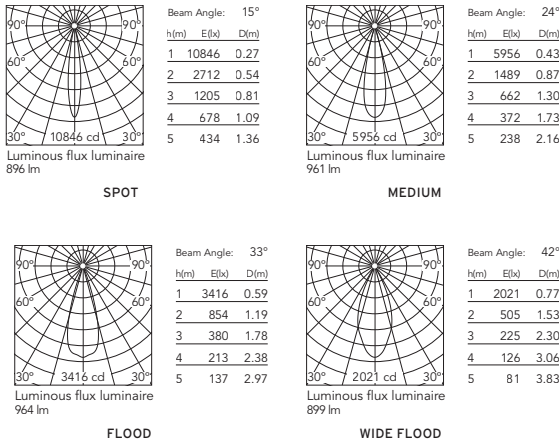 90° 90°
60° 60°
30° 10846 cd 30°
Luminous flux luminaire
896 lm
Beam Angle: 15°
h(m) E(lx) D(m)
1 10846 0.27
2 2712 0.54
3 1205 0.81
4 678 1.09
5 434 1.36
SPOT
90° 90°
60° 60°
30° 5956 cd 30°
Luminous flux luminaire
961 lm
Beam Angle: 24°
h(m) E(lx) D(m)
1 5956 0.43
2 1489 0.87
3 662 1.30
4 372 1.73
5 238 2.16
MEDIUM
90° 90°
60° 60°
30° 3416 cd 30°
Luminous flux luminaire
964 lm
Beam Angle: 33°
h(m) E(lx) D(m)
1 3416 0.59
2 854 1.19
3 380 1.78
4 213 2.38
5 137 2.97
FLOOD
90° 90°
60° 60°
30° 2021 cd 30°
Luminous flux luminaire
899 lm
Beam Angle: 42°
h(m) E(lx) D(m)
1 2021 0.77
2 505 1.53
3 225 2.30
4 126 3.06
5 81 3.83
WIDE FLOOD